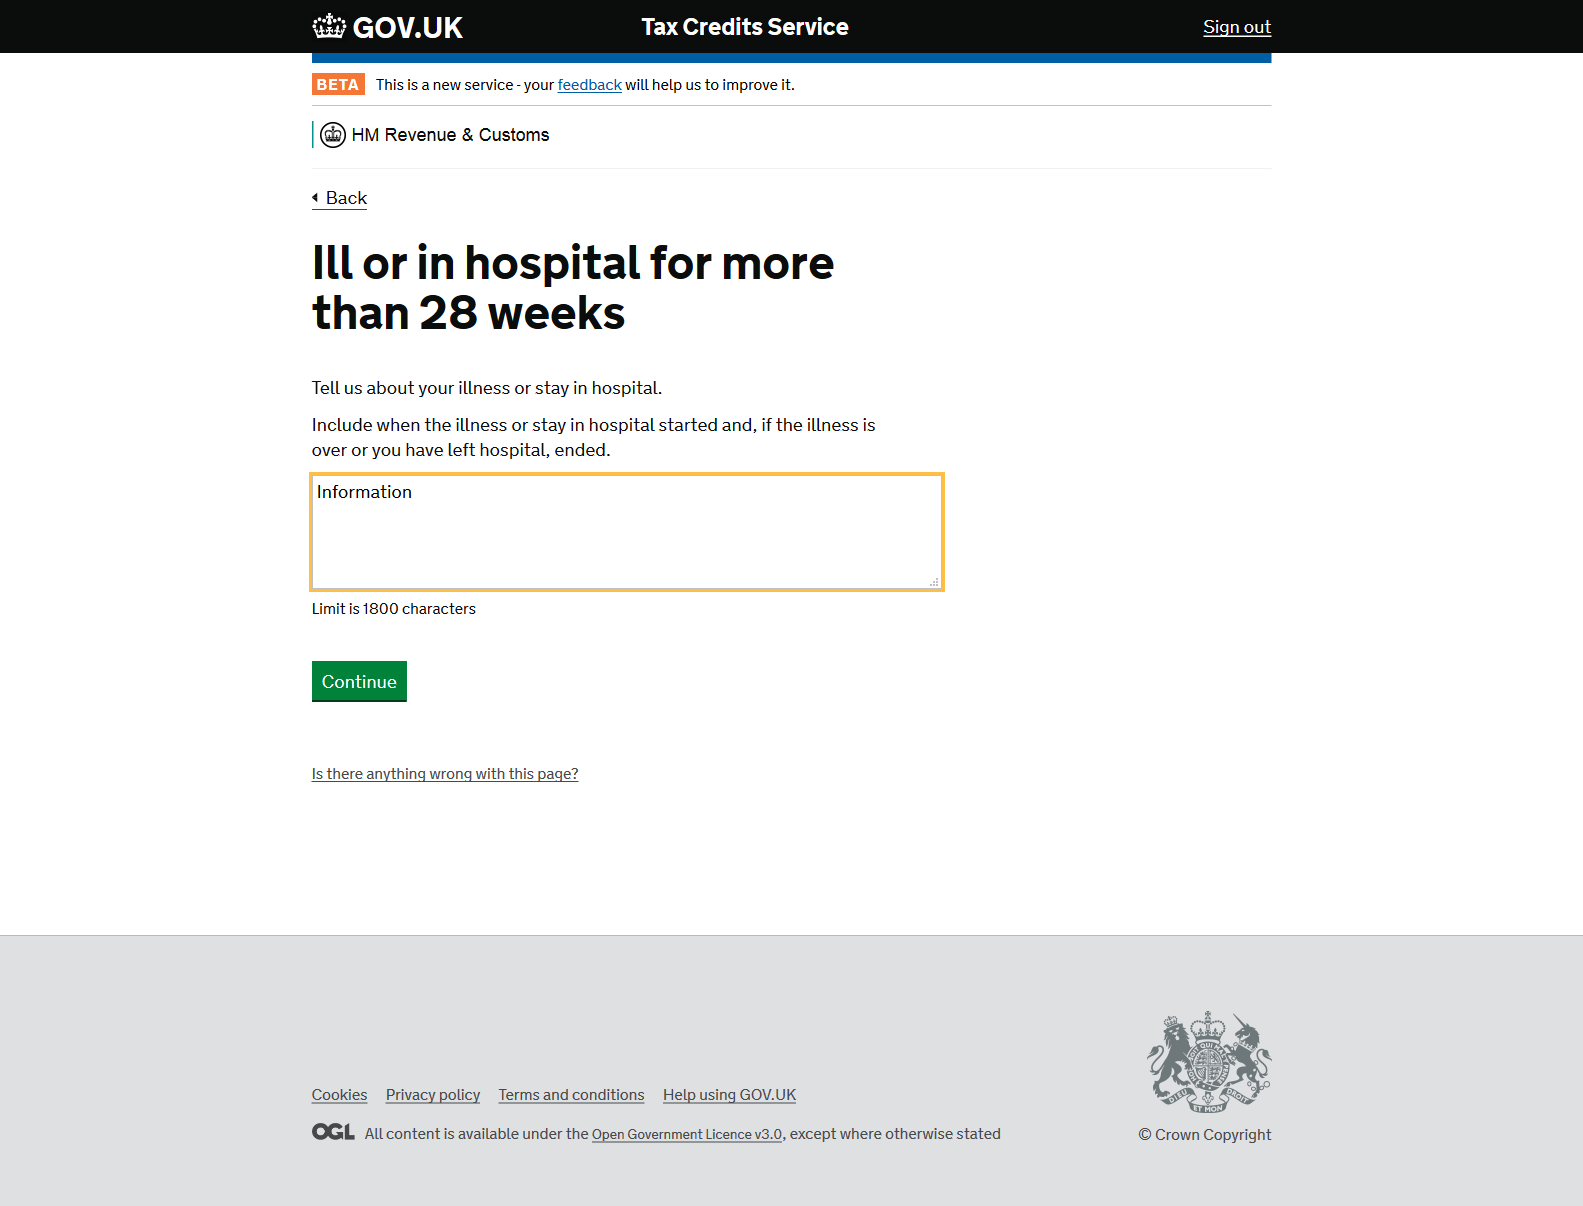 GOV.UK Tax Credits Service Sign out
BETA This is a new service - your feedback will help us to improve it.
HM Revenue & Customs
Back
Ill or in hospital for more
than 28 weeks
Tell us about your illness or stay in hospital.
Include when the illness or stay in hospital started and, if the illness is
over or you have left hospital, ended.
Information
Limit is 1800 characters
Continue
Is there anything wrong with this page?
Cookies Privacy policy Terms and conditions Help using GOV.UK
OGL All content is available under the Open Government Licence v3.0, except where otherwise stated
© Crown Copyright